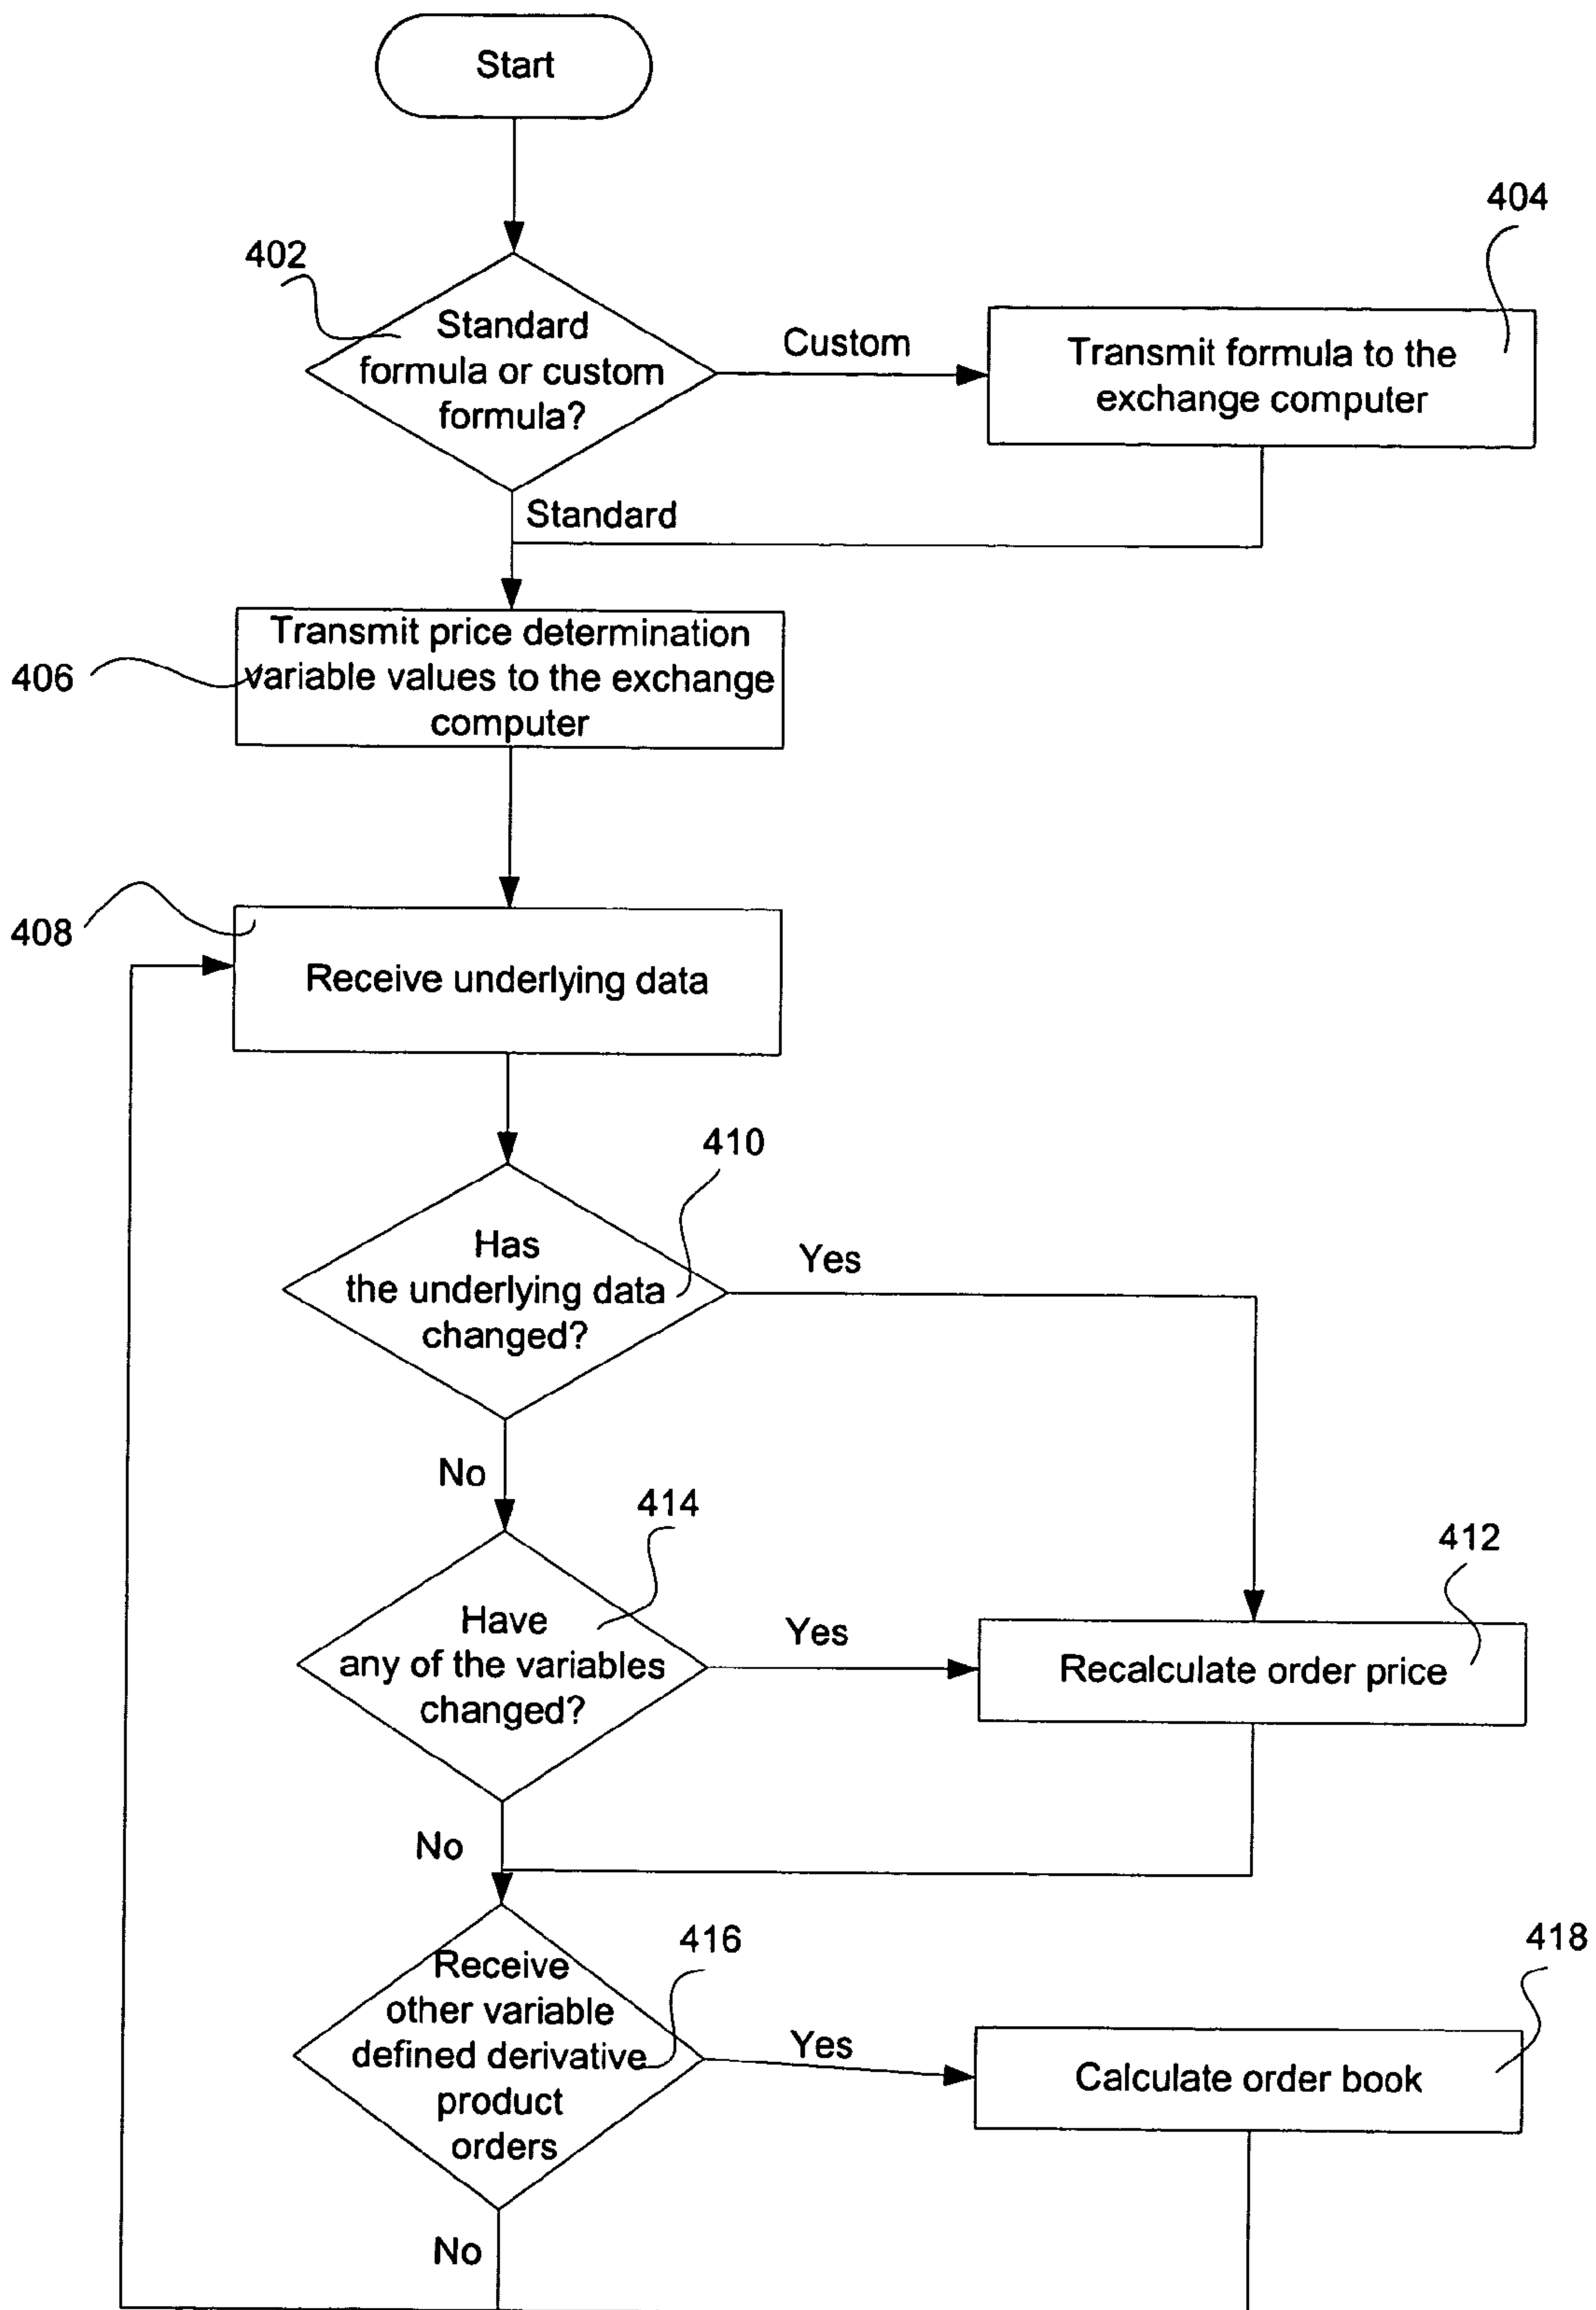 Start
402
Standard
formula or custom
formula?
Custom
404
Transmit formula to the
exchange computer
Standard
406
Transmit price determination
variable values to the exchange
computer
408
Receive underlying data
410
Has
the underlying data
changed?
Yes
No
414
Have
any of the variables
changed?
Yes
412
Recalculate order price
No
416
Receive
other variable
defined derivative
product
orders
Yes
418
Calculate order book
No